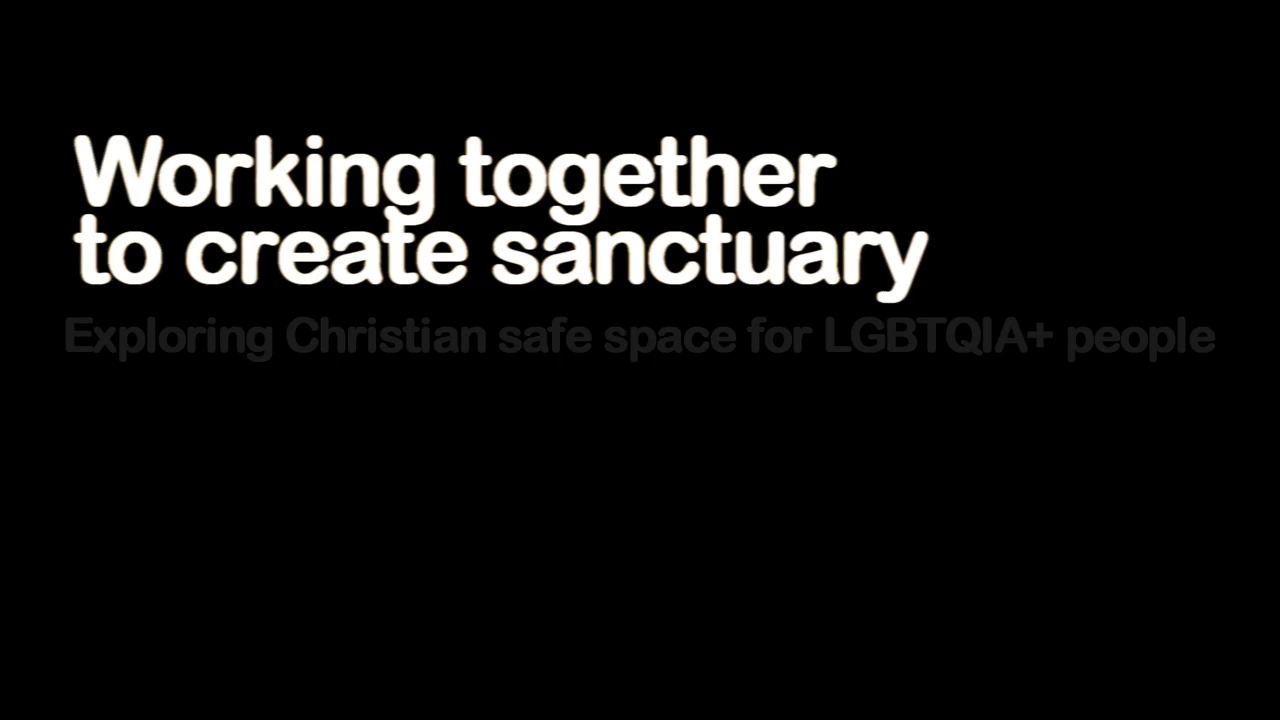 Working together
to create sanctuary
Exploring Christian safe space for LGBTQIA+ people